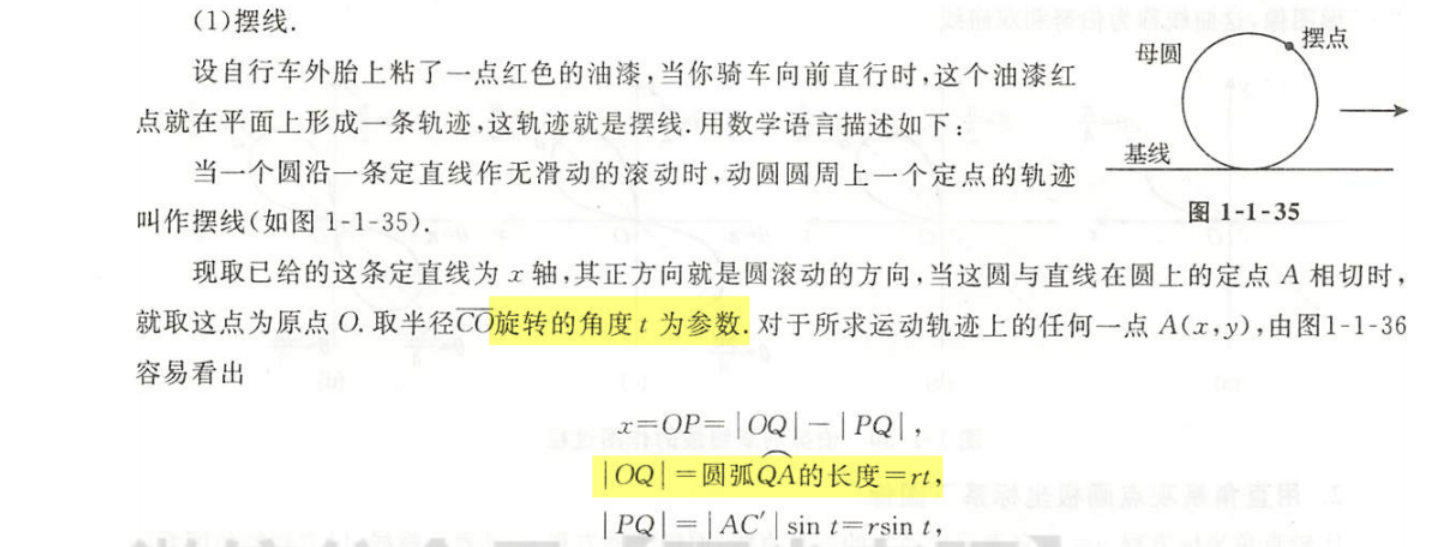 (1)摆线.
设自行车外胎上粘了一点红色的油漆,当你骑车向前直行时,这个油漆红
点就在平面上形成一条轨迹,这轨迹就是摆线.用数学语言描述如下:
当一个圆沿一条定直线作无滑动的滚动时,动圆圆周上一个定点的轨迹
叫作摆线(如图 1-1-35).
母圆
摆点
基线
图 1-1-35
现取已给的这条定直线为 x 轴,其正方向就是圆滚动的方向,当这圆与直线在圆上的定点 A 相切时,
就取这点为原点 O. 取半径C̅O̅旋转的角度 t 为参数.对于所求运动轨迹上的任何一点 A(x,y),由图1-1-36
容易看出
x=OP=|OQ|-|PQ|,
|OQ|=圆弧Q͡A的长度=rt,
|PQ|=|AC′|sin t=rsin t,